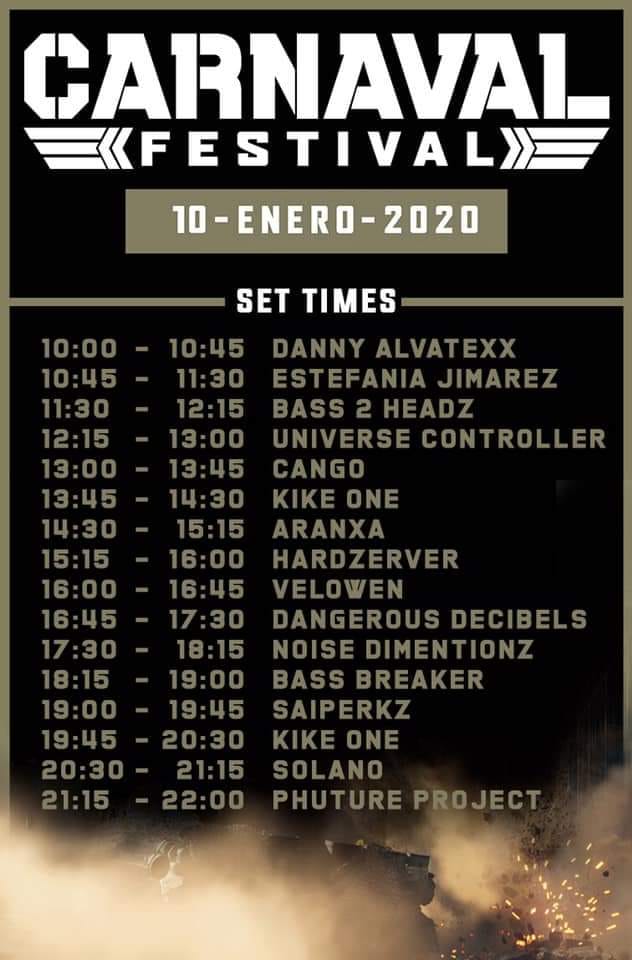 CARNAVAL
FESTIVAL
10-ENERO-2020
SET TIMES
10:00 - 10:45 DANNY ALVATEXX
10:45 - 11:30 ESTEFANIA JIMAREZ
11:30 - 12:15 BASS 2 HEADZ
12:15 - 13:00 UNIVERSE CONTROLLER
13:00 - 13:45 CANGO
13:45 - 14:30 KIKE ONE
14:30 - 15:15 ARANXA
15:15 - 16:00 HARDZERVER
16:00 - 16:45 VELOWEN
16:45 - 17:30 DANGEROUS DECIBELS
17:30 - 18:15 NOISE DIMENTIONZ
18:15 - 19:00 BASS BREAKER
19:00 - 19:45 SAIPERKZ
19:45 - 20:30 KIKE ONE
20:30 - 21:15 SOLANO
21:15 - 22:00 PHUTURE PROJECT